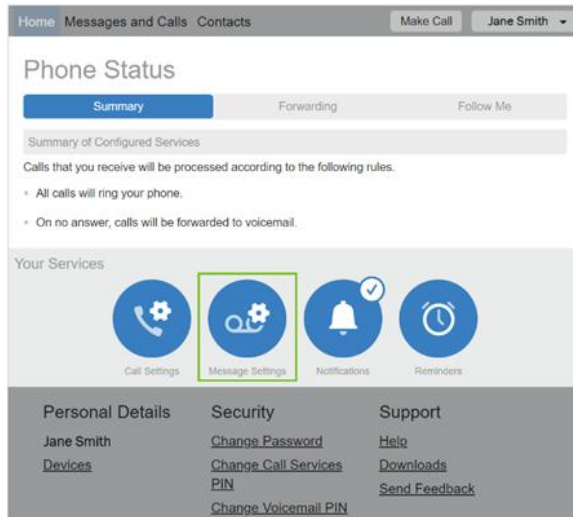 Home Messages and Calls Contacts Make Call Jane Smith
Phone Status
Summary Forwarding Follow Me
Summary of Configured Services
Calls that you receive will be processed according to the following rules.
All calls will ring your phone.
On no answer, calls will be forwarded to voicemail.
Your Services
Call Settings Message Settings Notifications Reminders
Personal Details Security Support
Jane Smith Change Password Help
Devices Change Call Services Downloads
PIN Send Feedback
Change Voicemail PIN